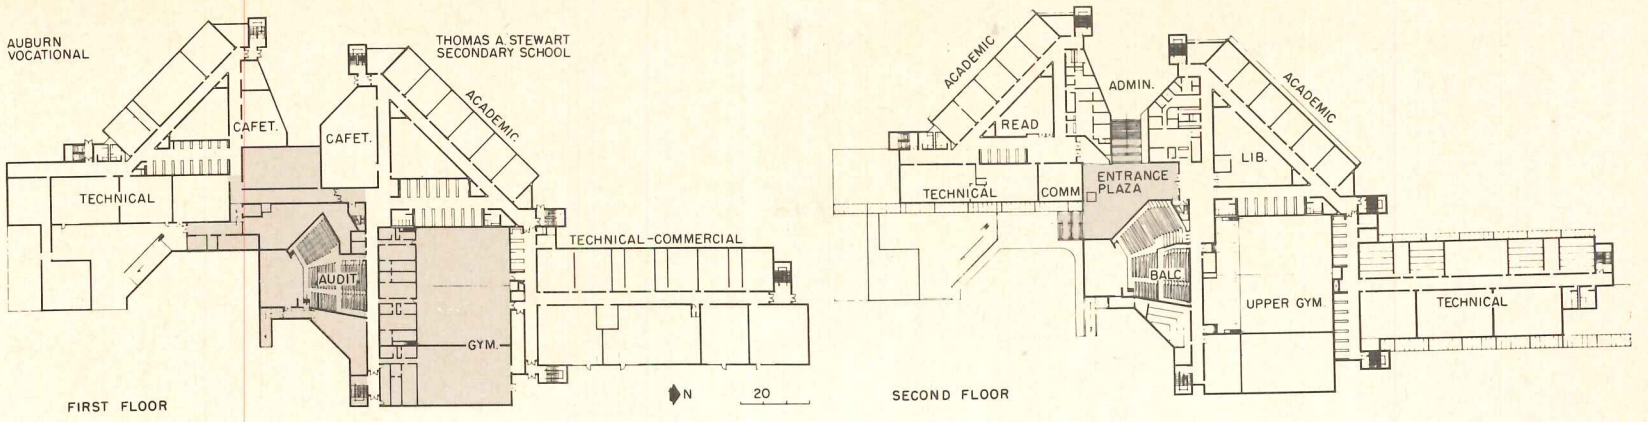 AUBURN
VOCATIONAL
THOMAS A. STEWART
SECONDARY SCHOOL
ACADEMIC
CAFET.
CAFET.
TECHNICAL
TECHNICAL-COMMERCIAL
AUDIT.
GYM.
N
20
FIRST FLOOR
ACADEMIC
ADMIN.
ACADEMIC
READ
LIB.
ENTRANCE
PLAZA
TECHNICAL
COMM
BALC.
UPPER GYM.
TECHNICAL
SECOND FLOOR